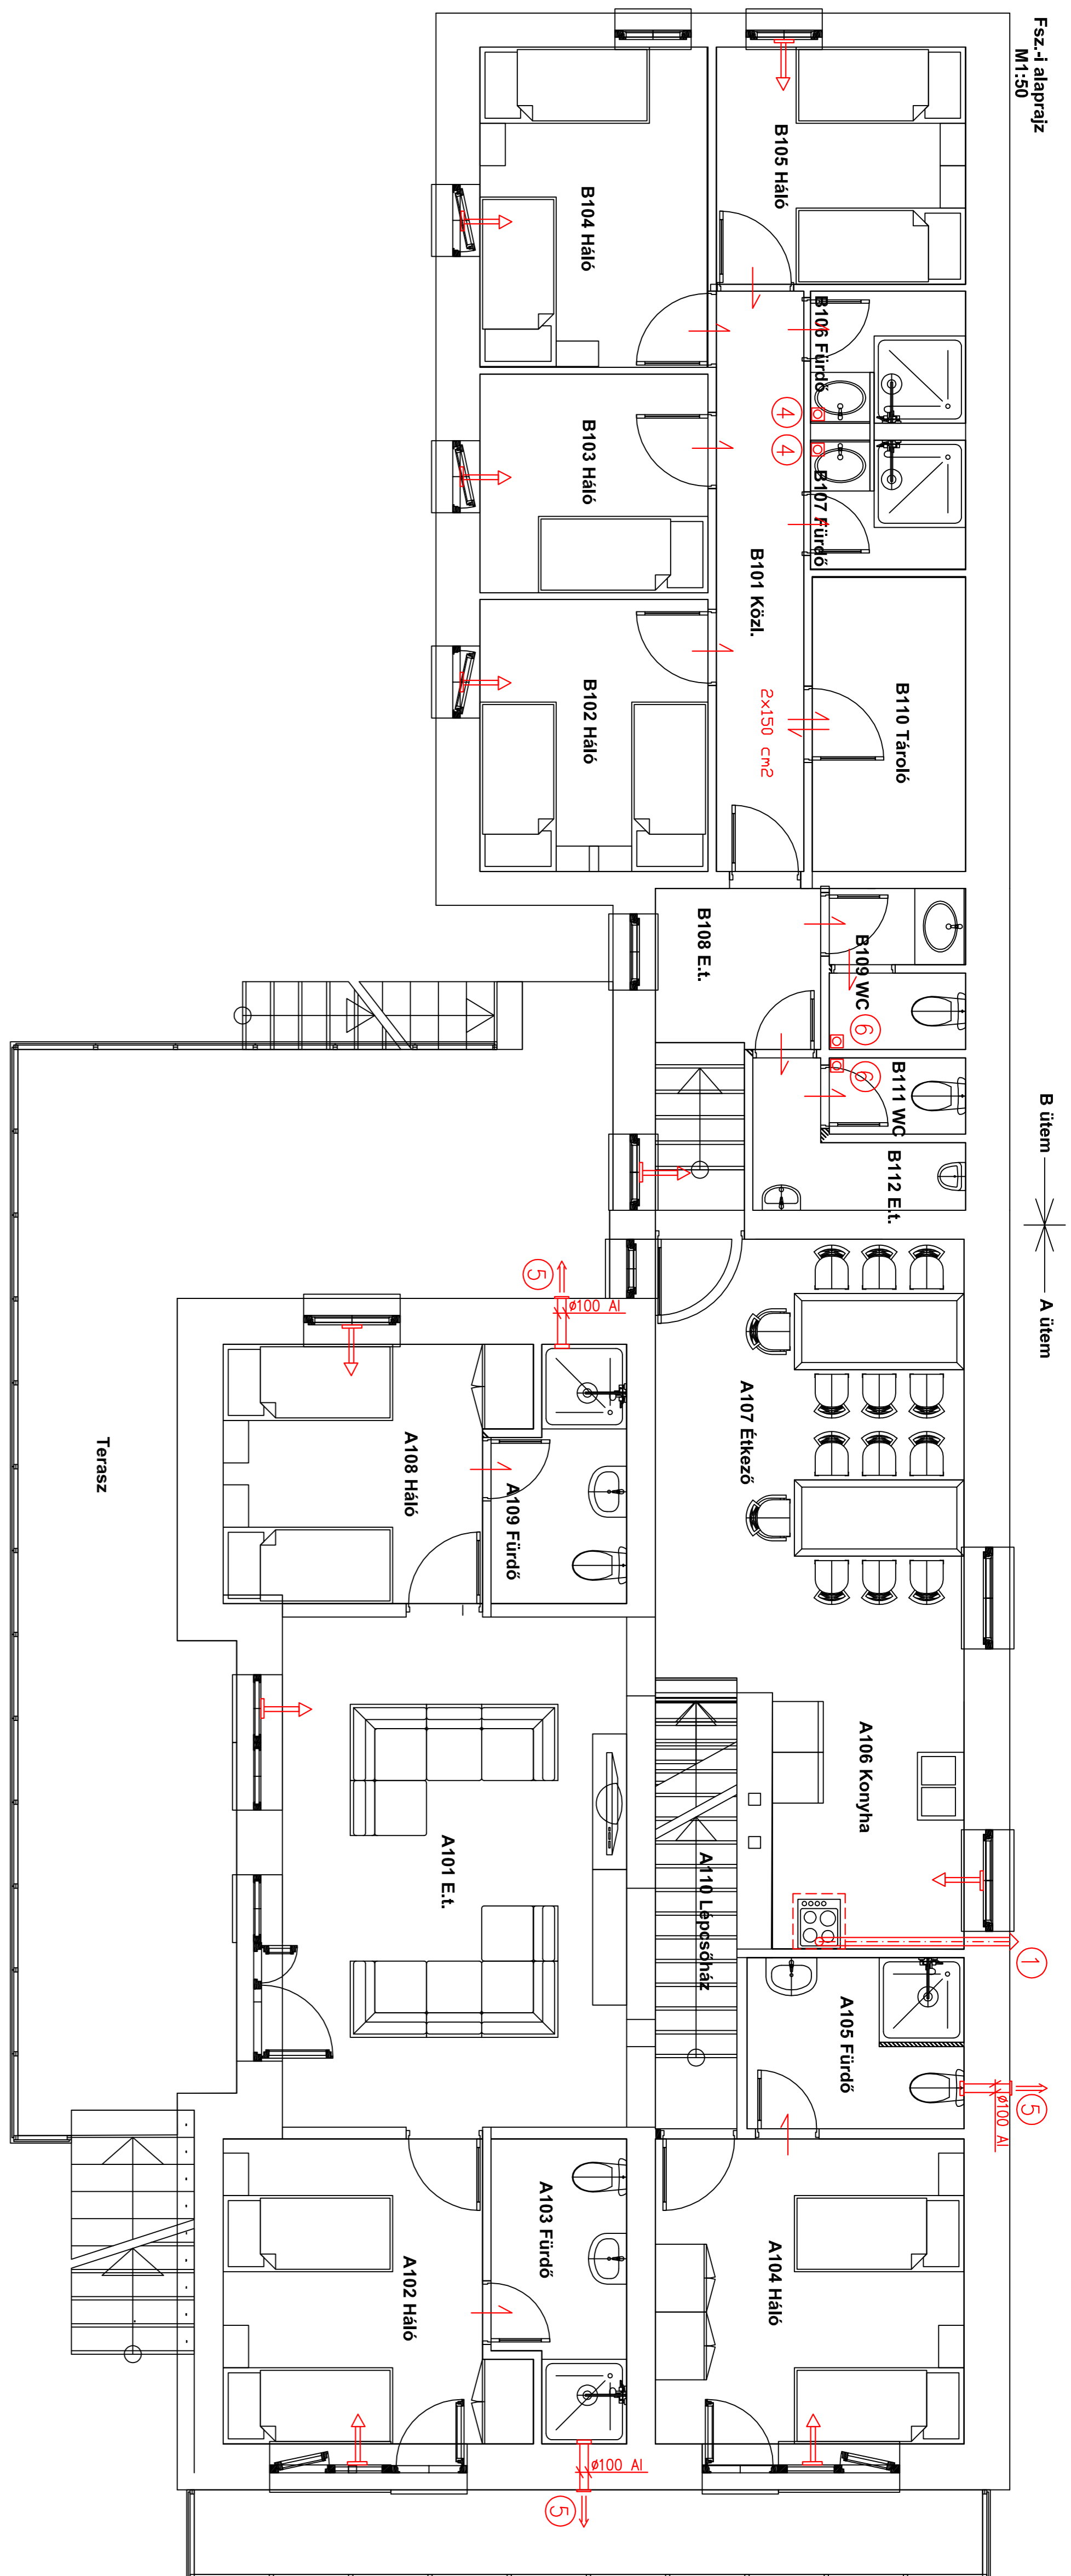 Fsz.-i alaprajz
M1:50
B ütem
A ütem
B105 Háló
B104 Háló
B106 Fürdő
4
4
B107 Fürdő
B103 Háló
B101 Közl.
2x150 cm2
B102 Háló
B110 Tároló
B108 E.t.
B109 WC
6
6
B111 WC
B112 E.t.
5
ø100 Al
A107 Étkező
A108 Háló
A109 Fürdő
Terasz
A106 Konyha
A101 E.t.
A110 Lépcsőház
1
A105 Fürdő
5
ø100 Al
A104 Háló
A103 Fürdő
A102 Háló
ø100 Al
5